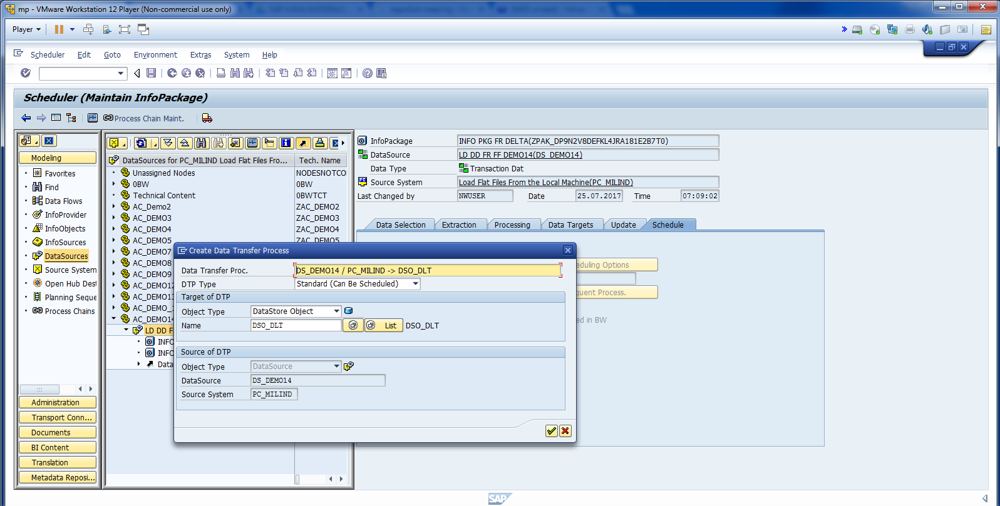 mp - VMware Workstation 12 Player (Non-commercial use only)
Player
Scheduler Edit Goto Environment Extras System Help
Scheduler (Maintain InfoPackage)
Process Chain Maint.
Modeling
Favorites
Find
Data Flows
InfoProvider
InfoObjects
InfoSources
DataSources
Source System
Open Hub Dest
Planning Seque
Process Chains
Administration
Transport Conn...
Documents
BI Content
Translation
Metadata Reposi...
DataSources for PC_MILIND Load Flat Files Fro... Tech. Name
Unassigned Nodes NODESNOTCO
0BW 0BW
Technical Content 0BWTCT
AC_Demo2 ZAC_DEMO2
AC_DEMO3 ZAC_DEMO3
AC_DEMO4 ZAC_DEMO4
AC_DEMO5 ZAC_DEMO5
AC_DEMO7
AC_DEMO8
AC_DEMO9
AC_DEMO12
AC_DEMO13
AC_DEMO_
AC_DEMO14
LD DD F
INFO
INFO
Data
InfoPackage INFO PKG FR DELTA(ZPAK_DP9N2V8DEFKL4JRA181E2B7T0)
DataSource LD DD FR FF DEMO14(DS_DEMO14)
Data Type Transaction Dat
Source System Load Flat Files From the Local Machine(PC_MILIND)
Last Changed by NWUSER Date 25.07.2017 Time 07:09:02
Data Selection Extraction Processing Data Targets Update Schedule
eduling Options
quent Process.
ed in BW
Create Data Transfer Process
Data Transfer Proc. DS_DEMO14 / PC_MILIND -> DSO_DLT
DTP Type Standard (Can Be Scheduled)
Target of DTP
Object Type DataStore Object
Name DSO_DLT List DSO_DLT
Source of DTP
Object Type DataSource
DataSource DS_DEMO14
Source System PC_MILIND
SAP